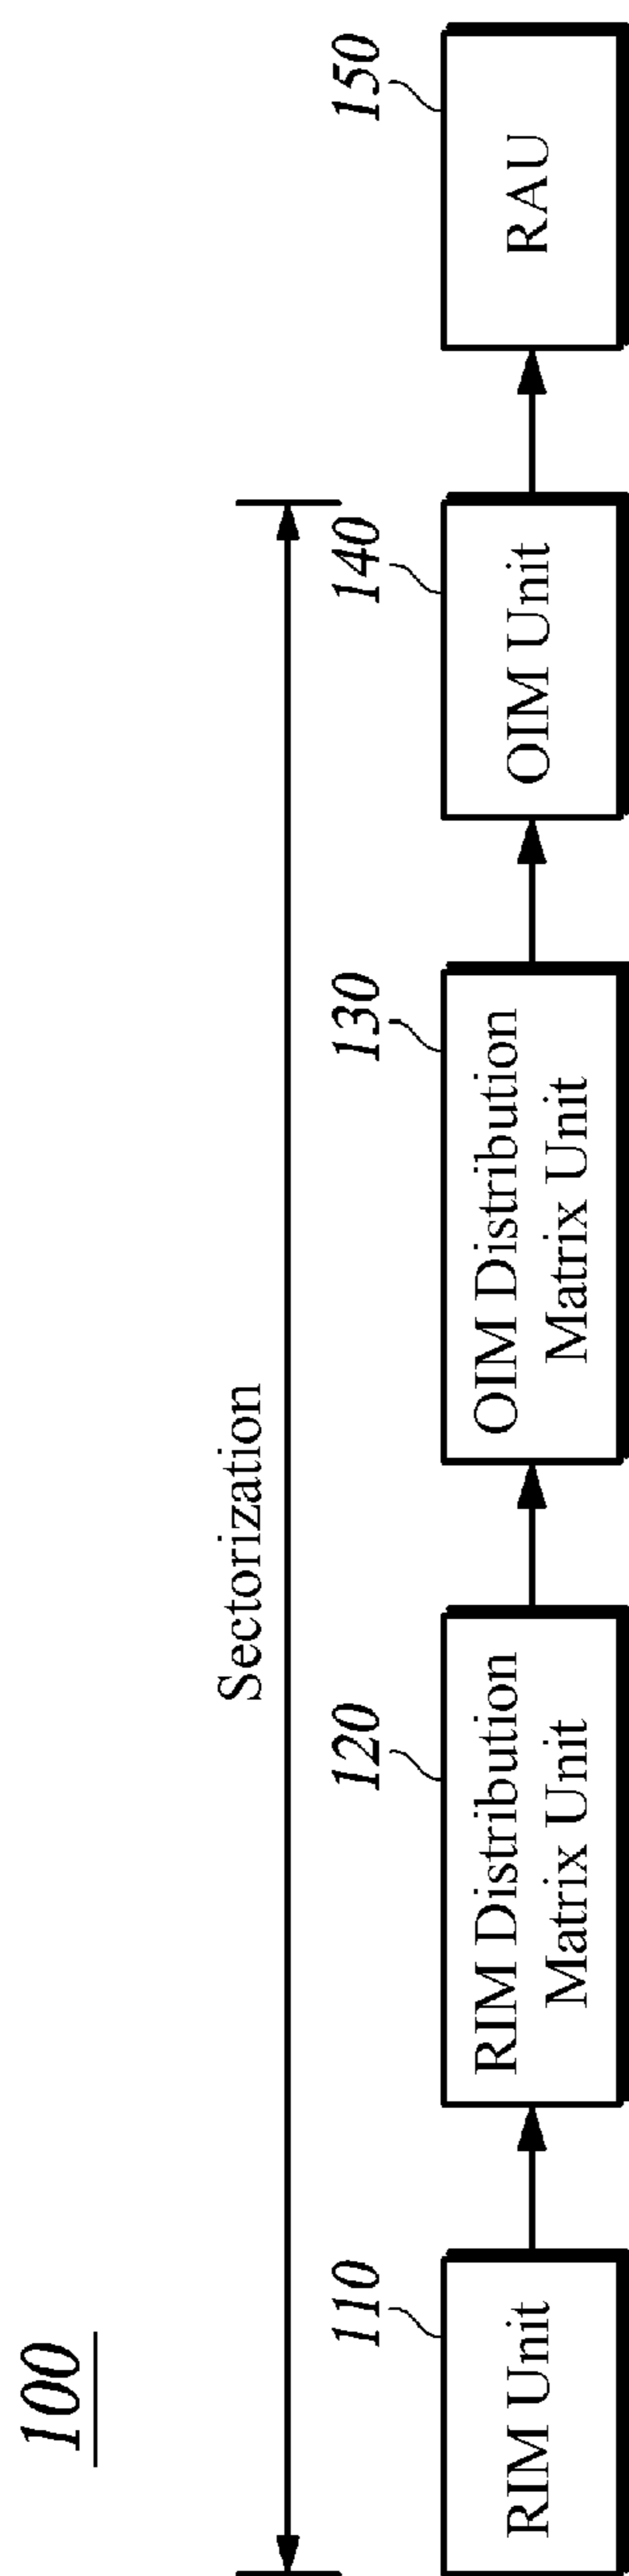 100
Sectorization
110
120
130
140
150
RIM Unit
RIM Distribution
Matrix Unit
OIM Distribution
Matrix Unit
OIM Unit
RAU